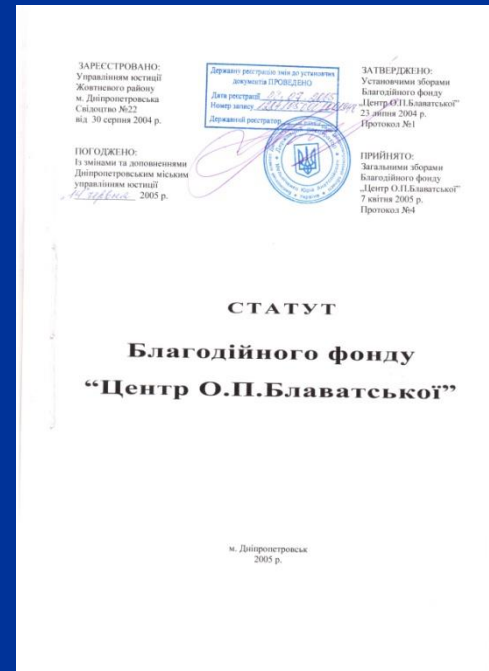 ЗАРЕЄСТРОВАНО:
Управлінням юстиції
Жовтневого району
м. Дніпропетровська
Свідоцтво №22
від 30 серпня 2004 р.
ПОГОДЖЕНО:
Із змінами та доповненнями
Дніпропетровським міським
управлінням юстиції
14 червня 2005 р.
Державну реєстрацію змін до установчих
документів ПРОВЕДЕНО
Дата реєстрації
Номер запису
Державний реєстратор
ЗАТВЕРДЖЕНО:
Установчими зборами
Благодійного фонду
„Центр О.П.Блаватської”
23 липня 2004 р.
Протокол №1
ПРИЙНЯТО:
Загальними зборами
Благодійного фонду
„Центр О.П.Блаватської”
7 квітня 2005 р.
Протокол №4
СТАТУТ
Благодійного фонду
“Центр О.П.Блаватської”
м. Дніпропетровськ
2005 р.